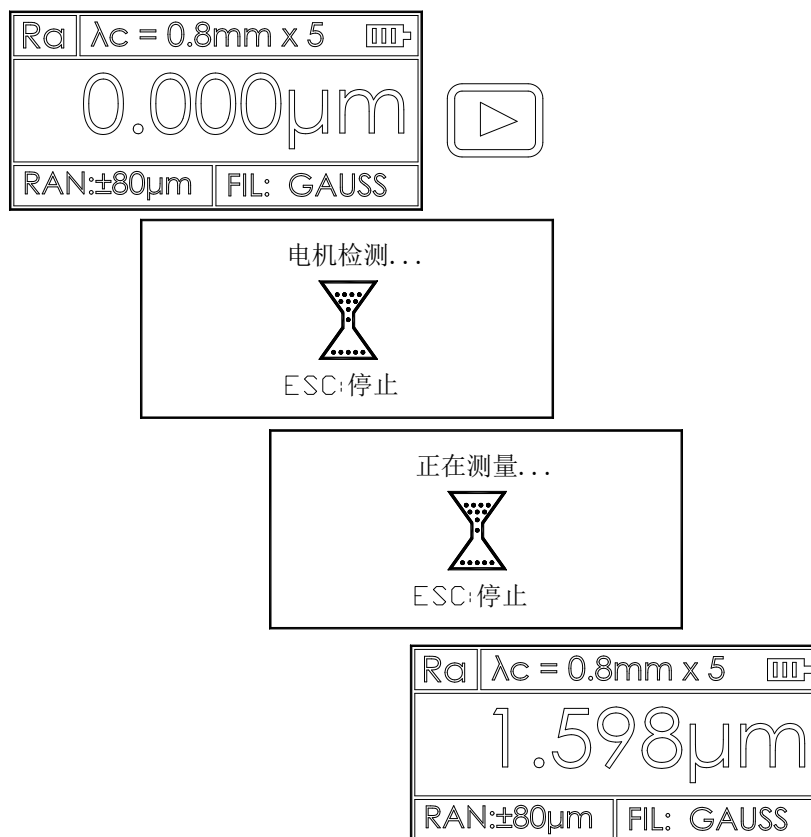 Ra λc = 0.8mm x 5
0.000µm
RAN:±80µm FIL: GAUSS
电机检测...
ESC:停止
正在测量...
ESC:停止
Ra λc = 0.8mm x 5
1.598µm
RAN:±80µm FIL: GAUSS